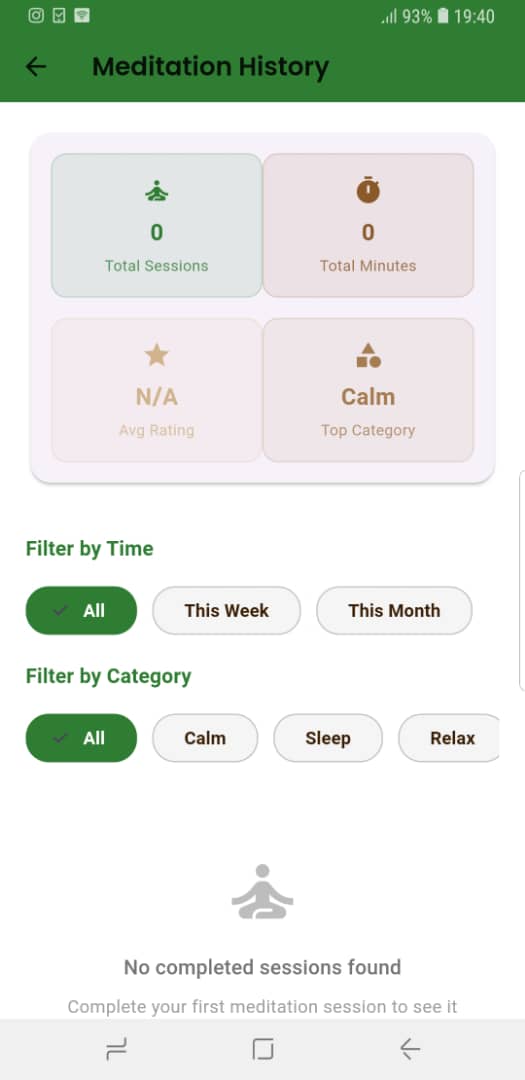 93% 19:40
Meditation History
0 0
Total Sessions Total Minutes
N/A Calm
Avg Rating Top Category
Filter by Time
All This Week This Month
Filter by Category
All Calm Sleep Relax
No completed sessions found
Complete your first meditation session to see it